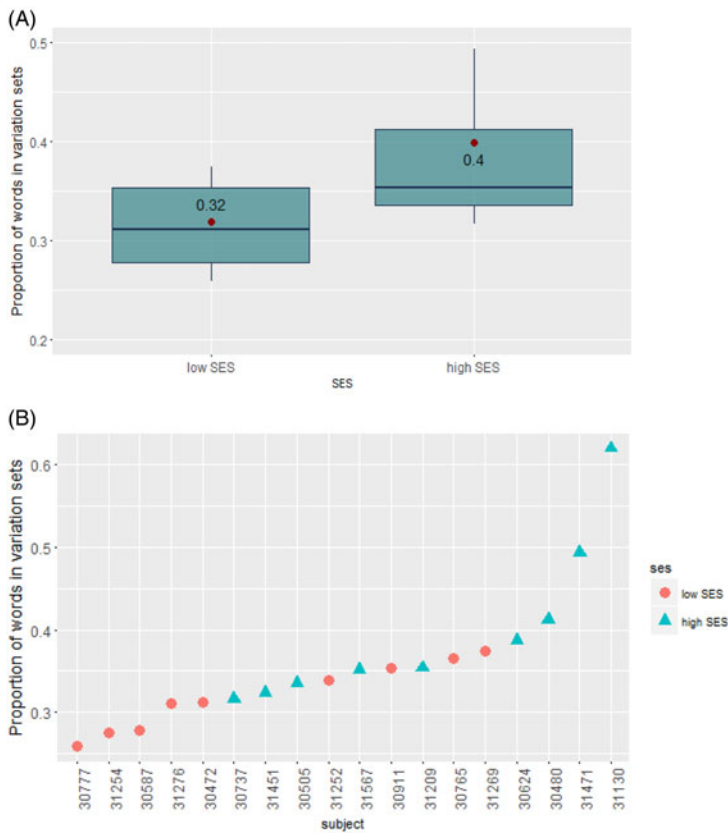 (A)
Proportion of words in variation sets
0.5
0.4
0.3
0.2
0.32
0.4
low SES
high SES
SES
(B)
Proportion of words in variation sets
0.6
0.5
0.4
0.3
30777
31254
30587
31276
30472
30737
31451
30505
31252
31567
30911
31209
30765
31269
30624
30480
31471
31130
subject
ses
low SES
high SES